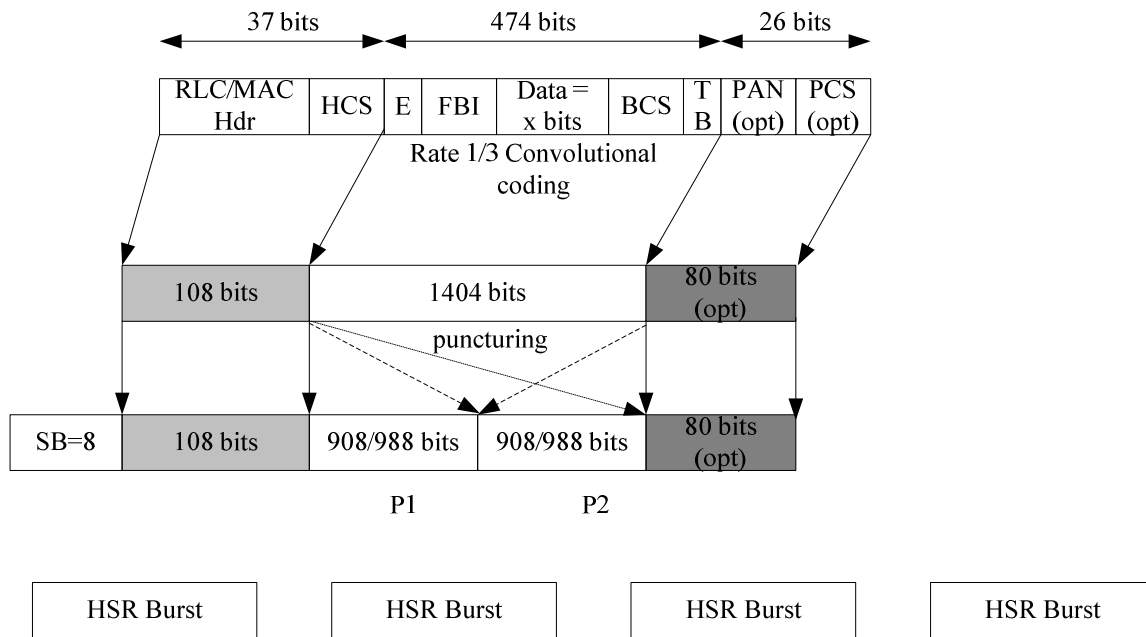 37 bits
474 bits
26 bits
RLC/MAC
Hdr
HCS
E
FBI
Data =
x bits
BCS
T
B
PAN
(opt)
PCS
(opt)
Rate 1/3 Convolutional
coding
108 bits
1404 bits
80 bits
(opt)
puncturing
SB=8
108 bits
908/988 bits
908/988 bits
80 bits
(opt)
P1
P2
HSR Burst
HSR Burst
HSR Burst
HSR Burst